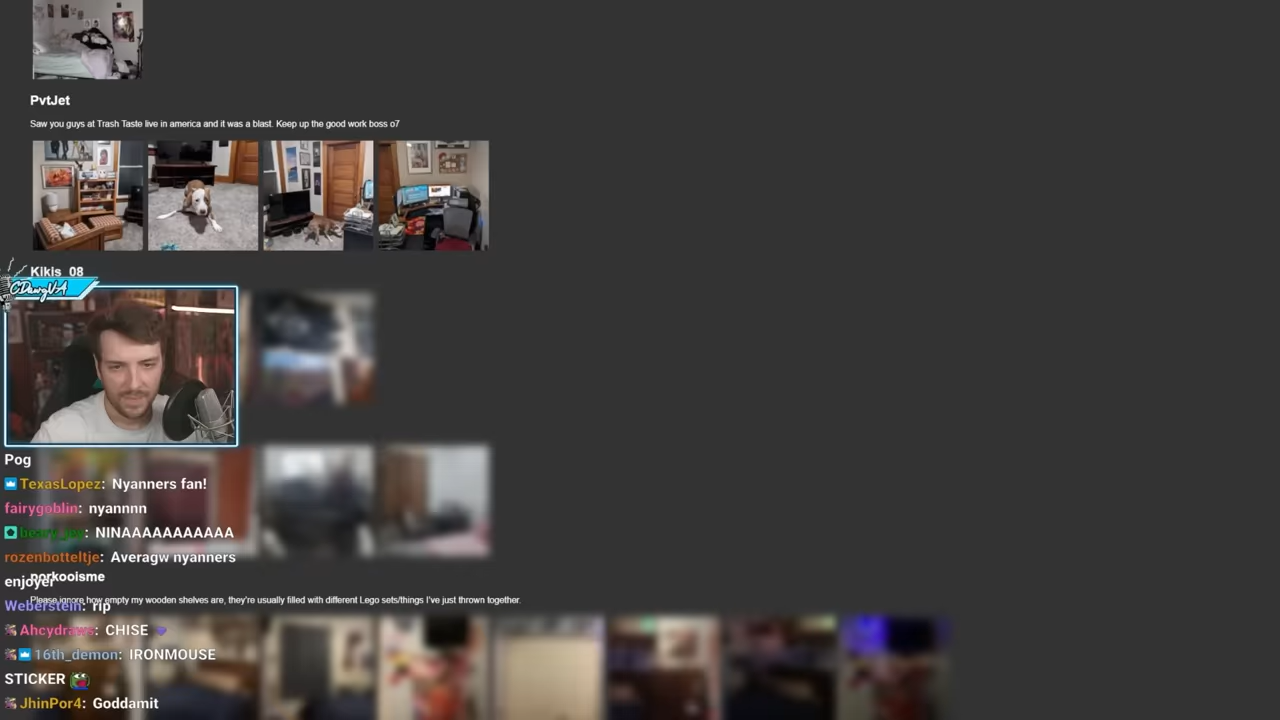 PvtJet
Saw you guys at Trash Taste live in america and it was a blast. Keep up the good work boss o7
Kikis_08
CDawgVA
Pog
TexasLopez: Nyanners fan!
fairygoblin: nyannnn
NINAAAAAAAAAAA
rozenbotteltje: Averagw nyanners
enjoyer
porkooisme
Please ignore how empty my wooden shelves are, they're usually filled with different Lego sets/things I've just thrown together.
Weberstein: rip
Ahcydraws: CHISE
16th_demon: IRONMOUSE
STICKER
JhinPor4: Goddamit